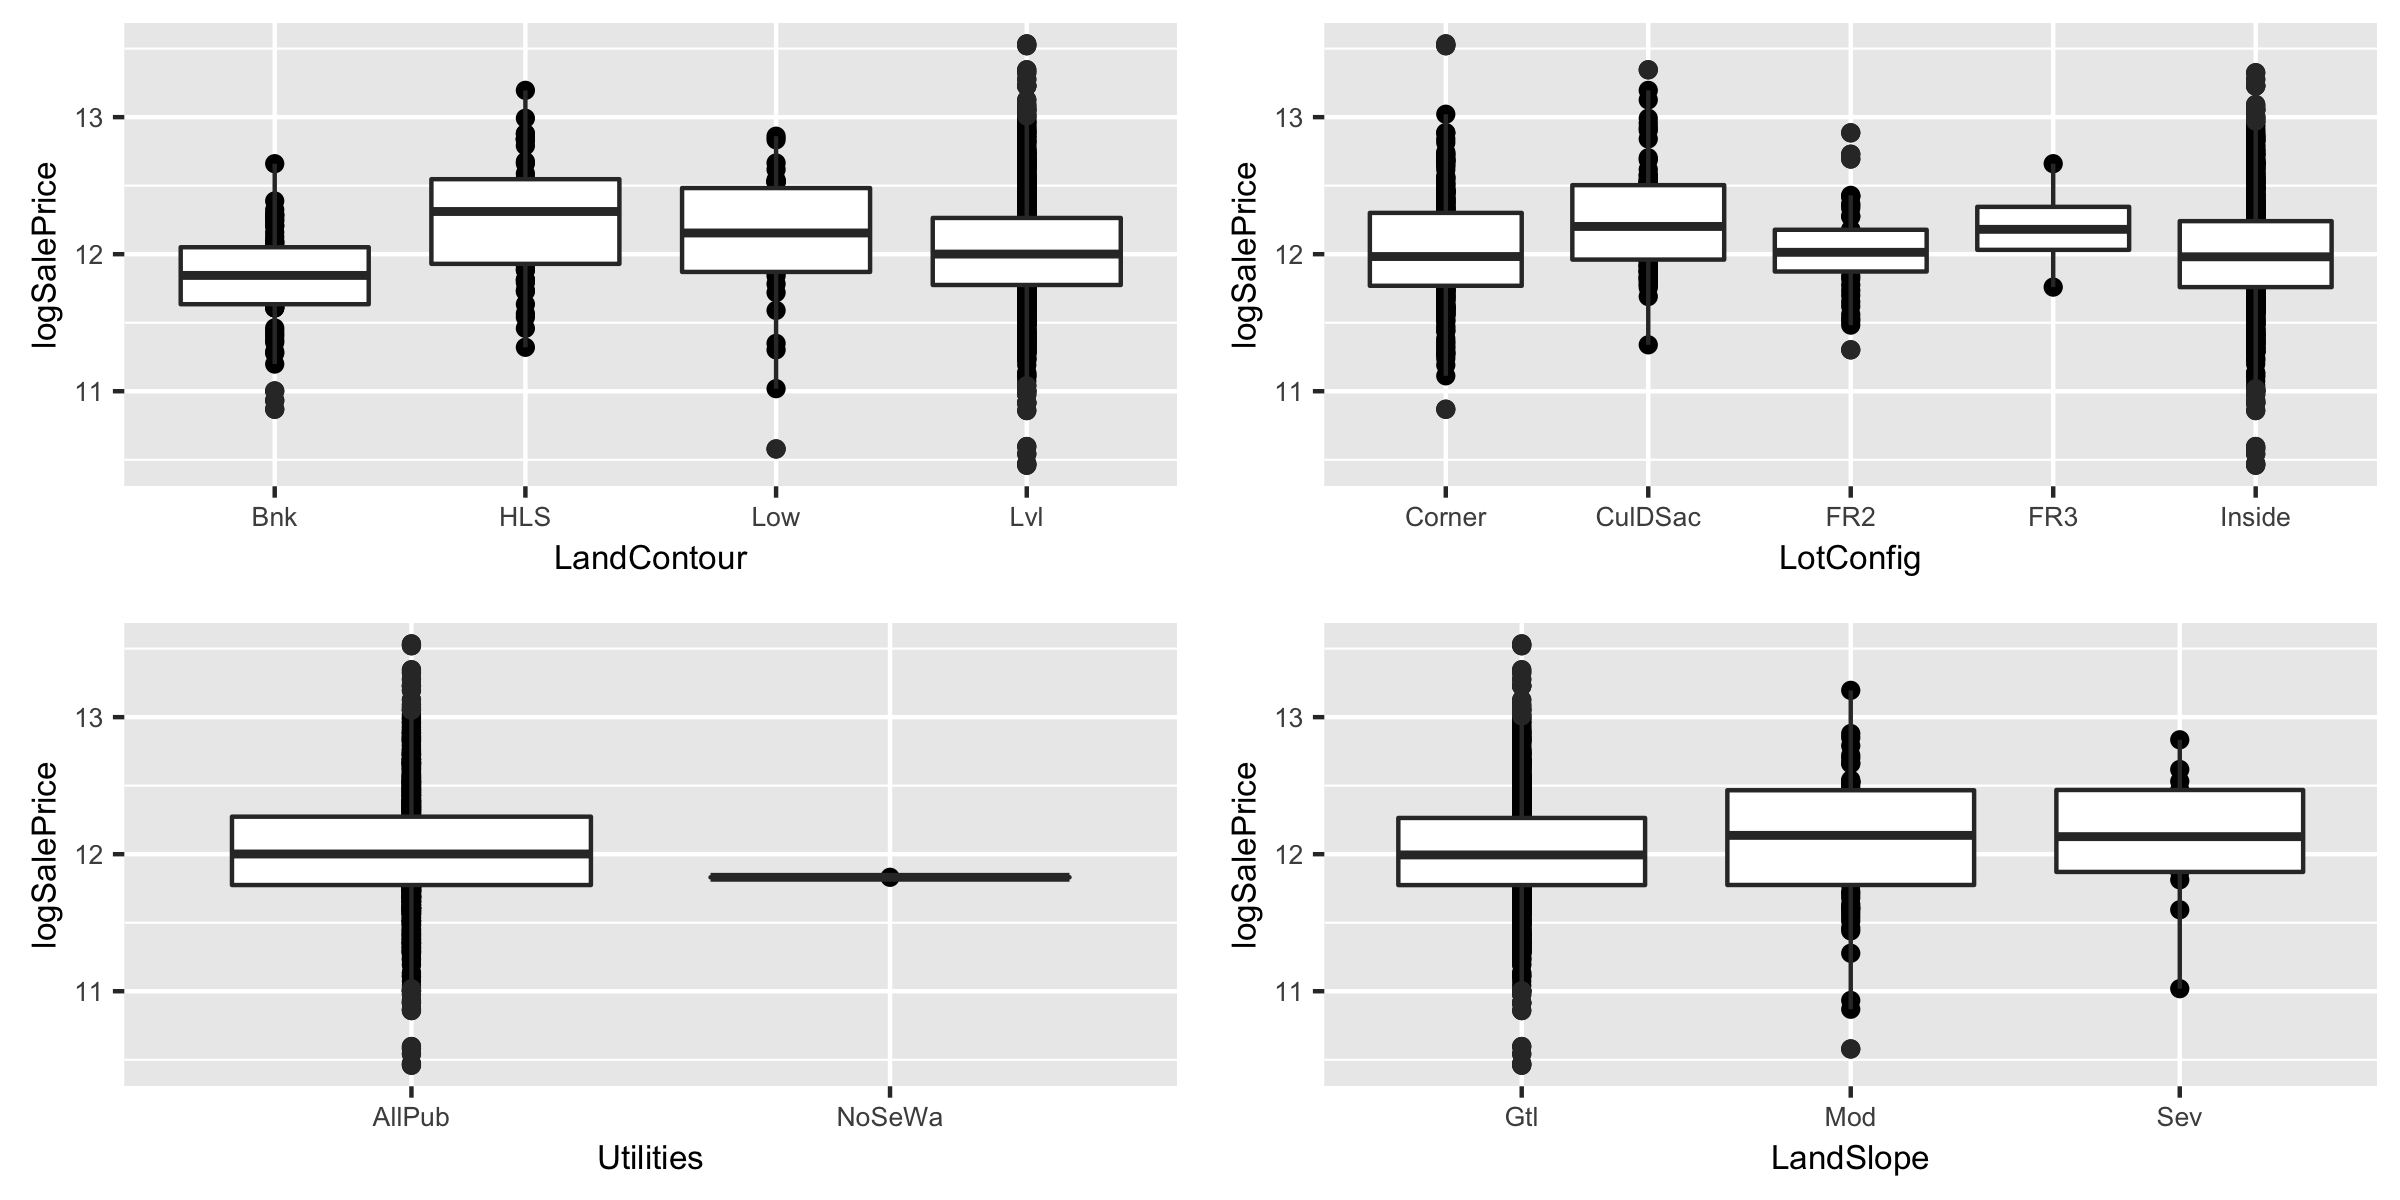 logSalePrice
13
12
11
Bnk HLS Low Lvl
LandContour
logSalePrice
13
12
11
Corner CulDSac FR2 FR3 Inside
LotConfig
logSalePrice
13
12
11
AllPub NoSeWa
Utilities
logSalePrice
13
12
11
Gtl Mod Sev
LandSlope